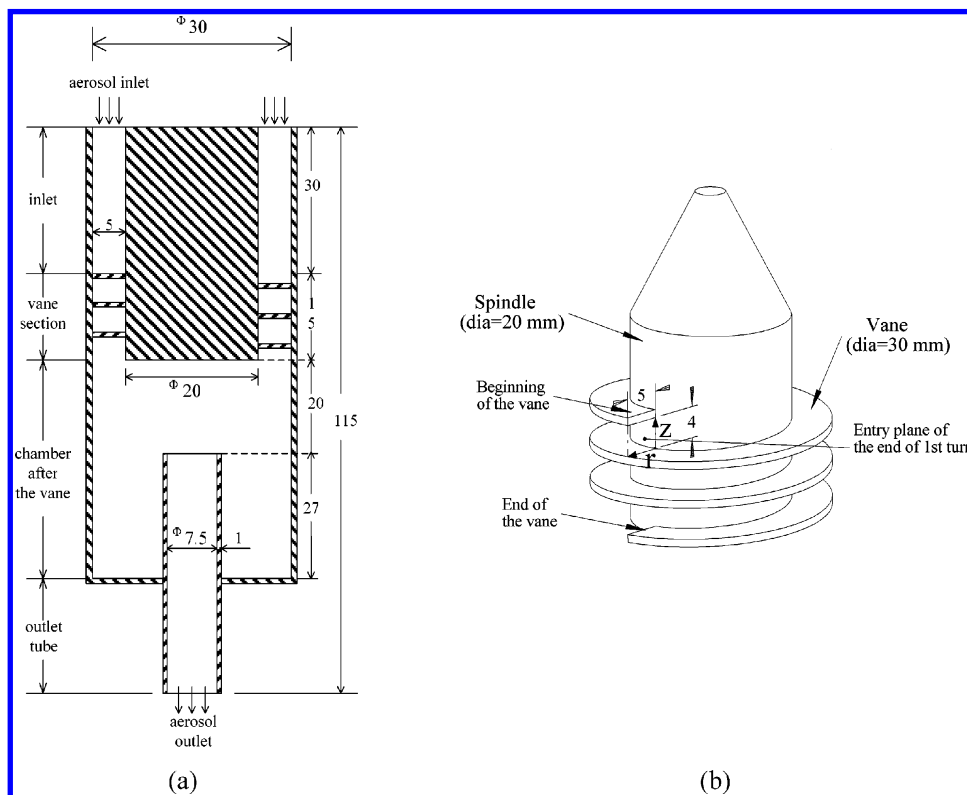 Φ 30
aerosol inlet
inlet
30
5
vane
section
1
5
Φ 20
20
115
chamber
after
the vane
27
Φ 7.5
1
outlet
tube
aerosol
outlet
(a)
Spindle
(dia=20 mm)
Vane
(dia=30 mm)
Beginning
of the vane
5
4
Z
r
Entry plane of
the end of 1st turn
End of
the vane
(b)